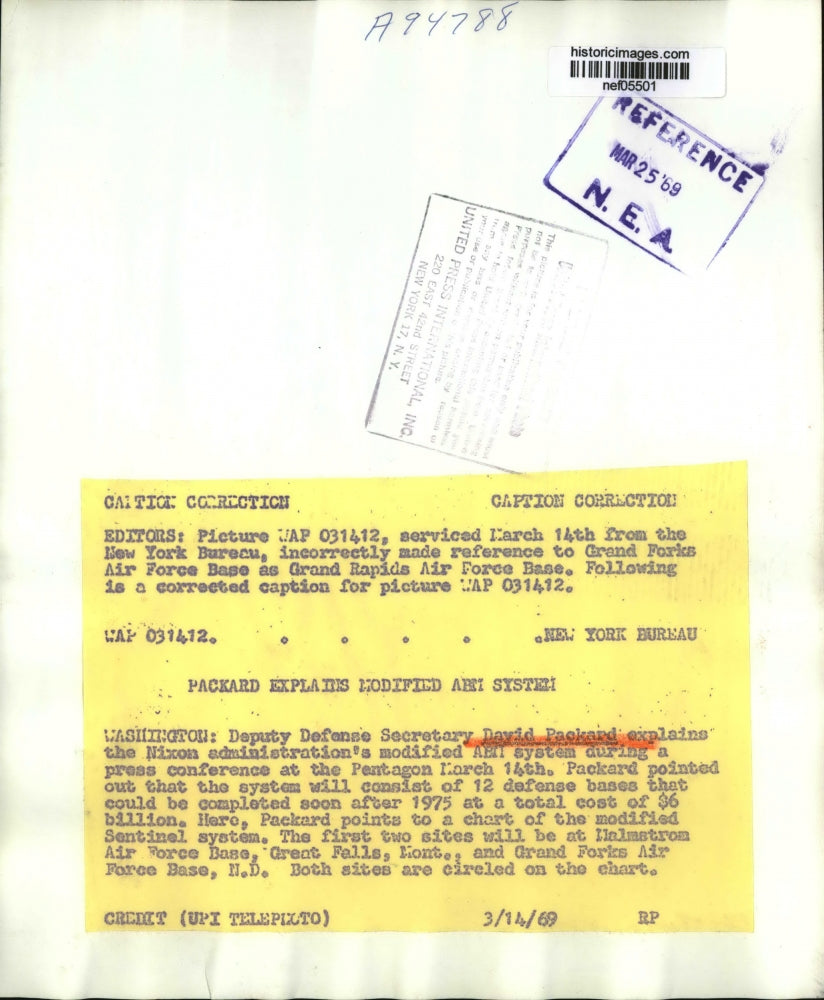 A94788
historicimages.com
nef05501
REFERENCE
MAR 25 '69
N. E. A.
UNITED PRESS INTERNATIONAL, INC.
220 EAST 42nd STREET
NEW YORK 17, N. Y.
CAPTION CORRECTION CAPTION CORRECTION
EDITORS: Picture WAP 031412, serviced March 14th from the
New York Bureau, incorrectly made reference to Grand Forks
Air Force Base as Grand Rapids Air Force Base. Following
is a corrected caption for picture WAP 031412.
WAP 031412. . . . . .NEW YORK BUREAU
PACKARD EXPLAINS MODIFIED ABM SYSTEM
WASHINGTON: Deputy Defense Secretary David Packard explains
the Nixon administration's modified ABM system during a
press conference at the Pentagon March 14th. Packard pointed
out that the system will consist of 12 defense bases that
could be completed soon after 1975 at a total cost of $6
billion. Here, Packard points to a chart of the modified
Sentinel system. The first two sites will be at Malmstrom
Air Force Base, Great Falls, Mont., and Grand Forks Air
Force Base, N.D. Both sites are circled on the chart.
CREDIT (UPI TELEPHOTO) 3/14/69 RP